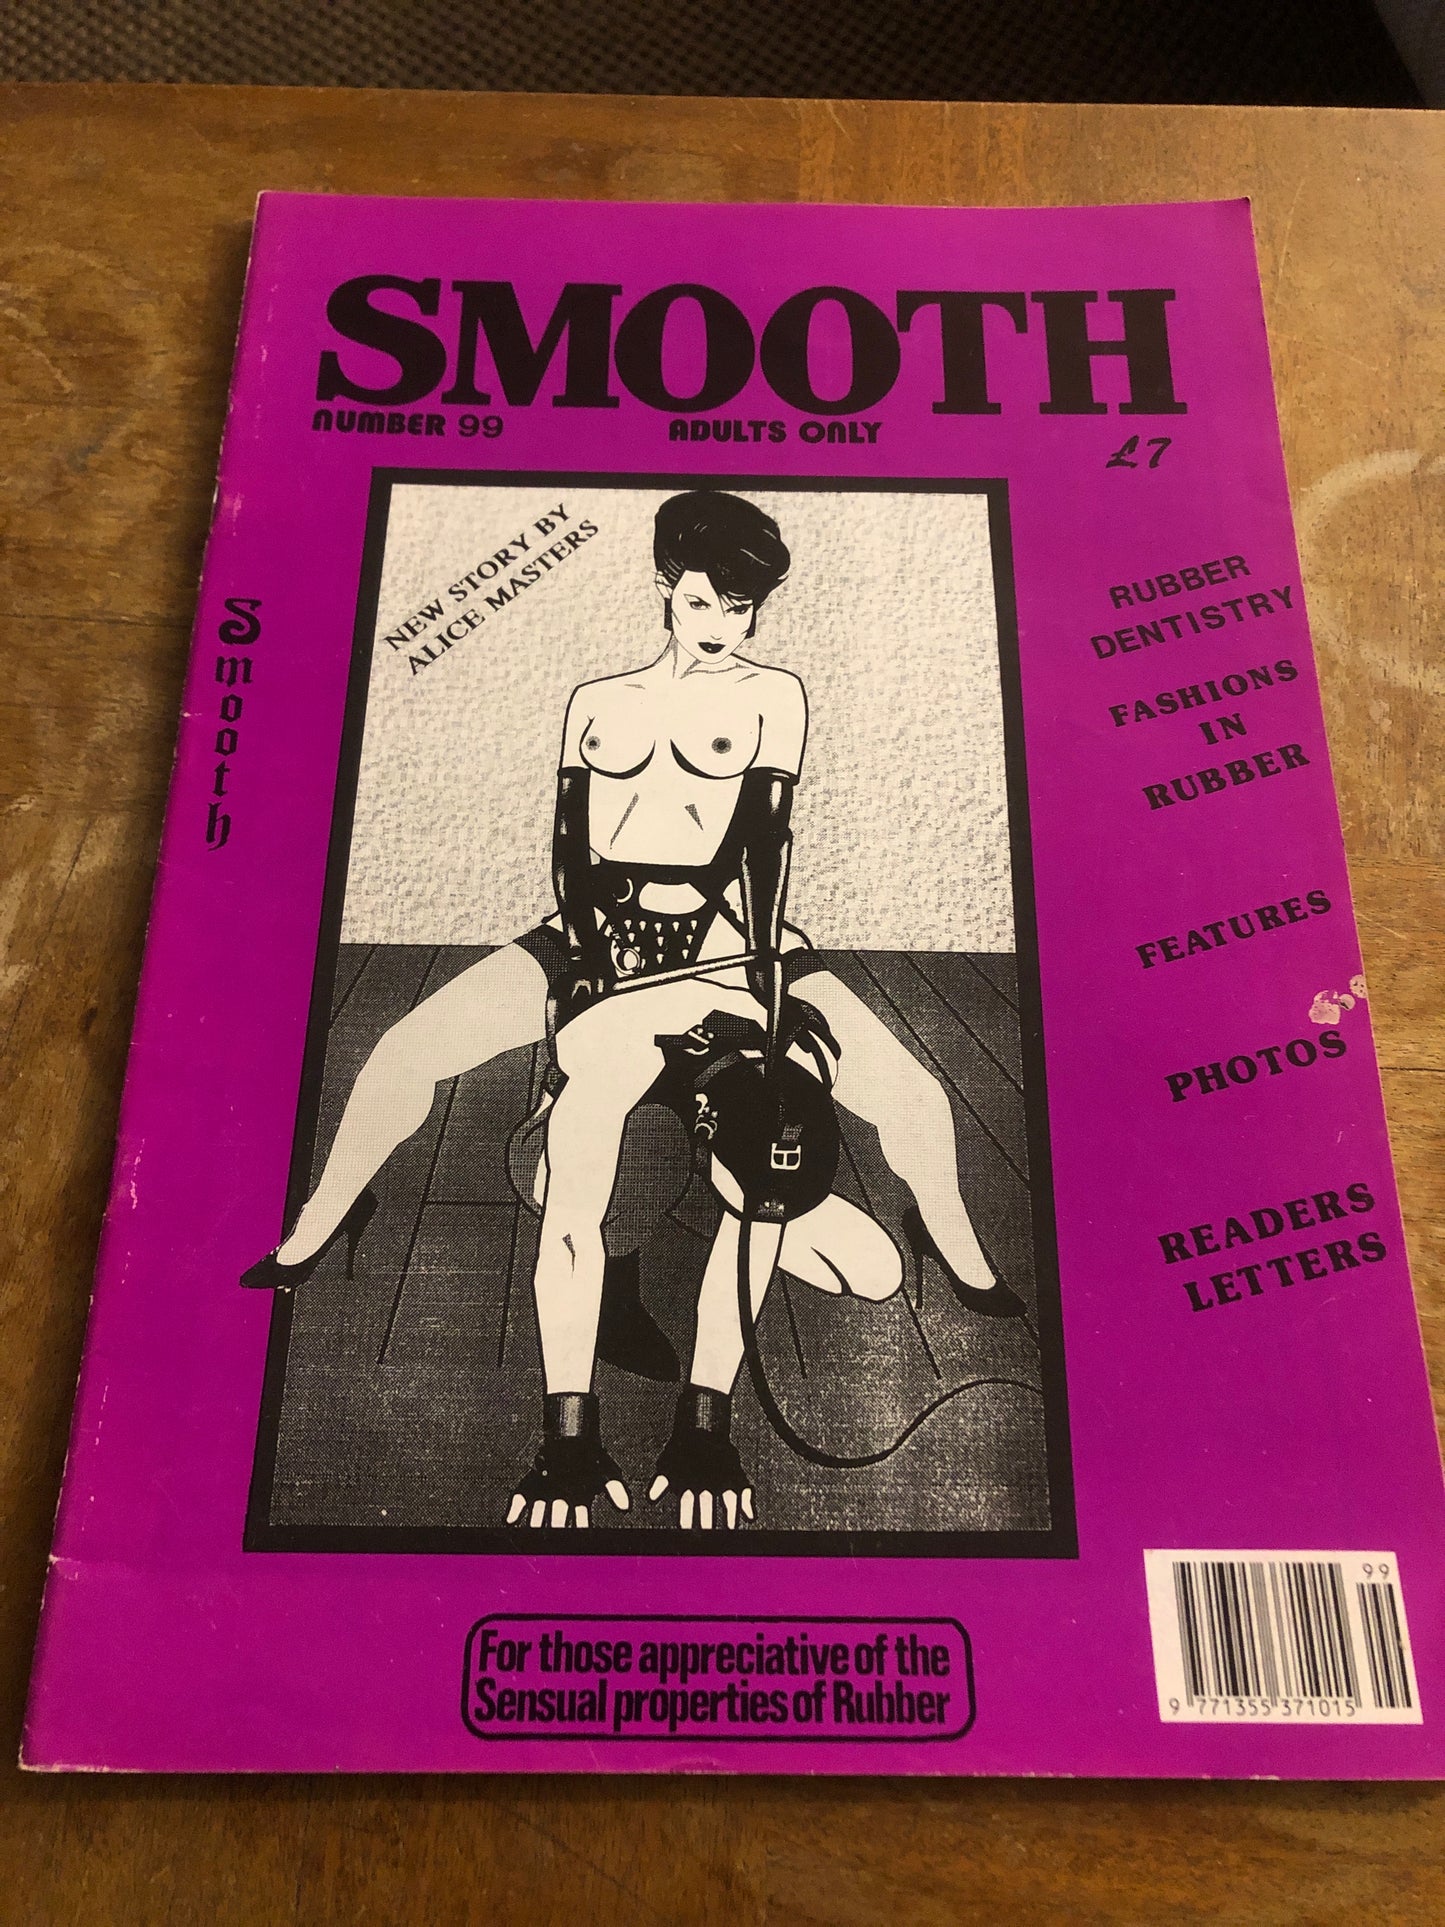 SMOOTH
NUMBER 99
ADULTS ONLY
£7
Smooth
NEW STORY BY
ALICE MASTERS
RUBBER
DENTISTRY
FASHIONS
IN
RUBBER
FEATURES
PHOTOS
READERS
LETTERS
For those appreciative of the
Sensual properties of Rubber
99
9 771355 371015